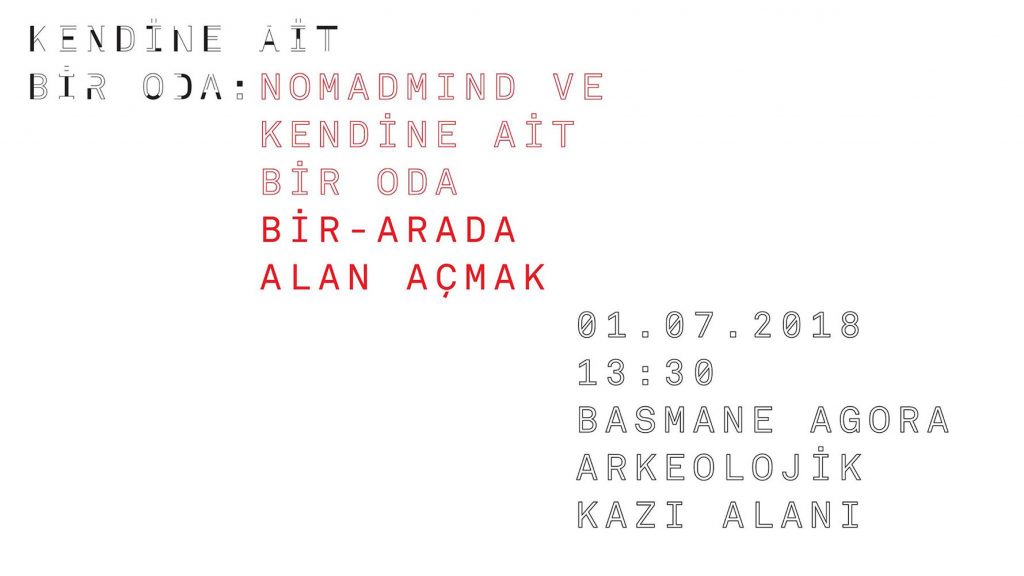 KENDİNE AİT
BİR ODA:NOMADMIND VE
KENDİNE AİT
BİR ODA
BİR-ARADA
ALAN AÇMAK
01.07.2018
13:30
BASMANE AGORA
ARKEOLOJİK
KAZI ALANI